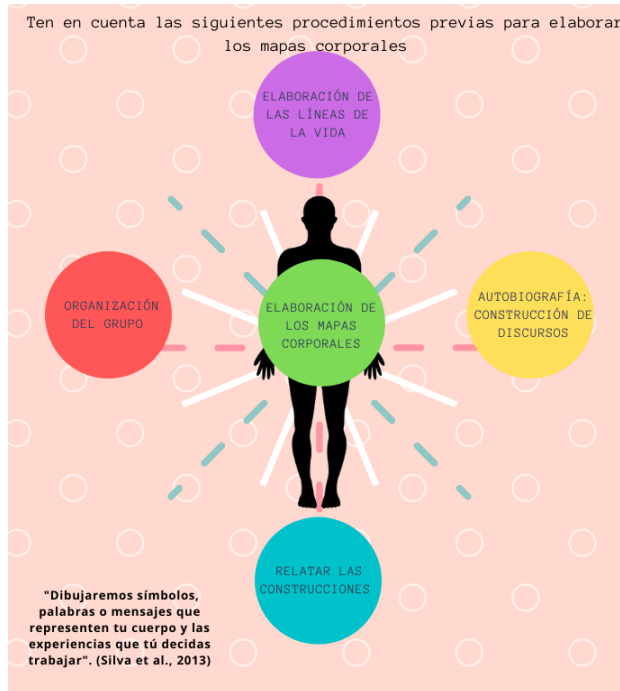 Ten en cuenta las siguientes procedimientos previas para elaborar
los mapas corporales
ELABORACIÓN DE
LAS LÍNEAS DE
LA VIDA
ORGANIZACIÓN
DEL GRUPO
ELABORACIÓN DE
LOS MAPAS
CORPORALES
AUTOBIOGRAFÍA:
CONSTRUCCIÓN DE
DISCURSOS
RELATAR LAS
CONSTRUCCIONES
"Dibujaremos símbolos,
palabras o mensajes que
representen tu cuerpo y las
experiencias que tú decidas
trabajar". (Silva et al., 2013)